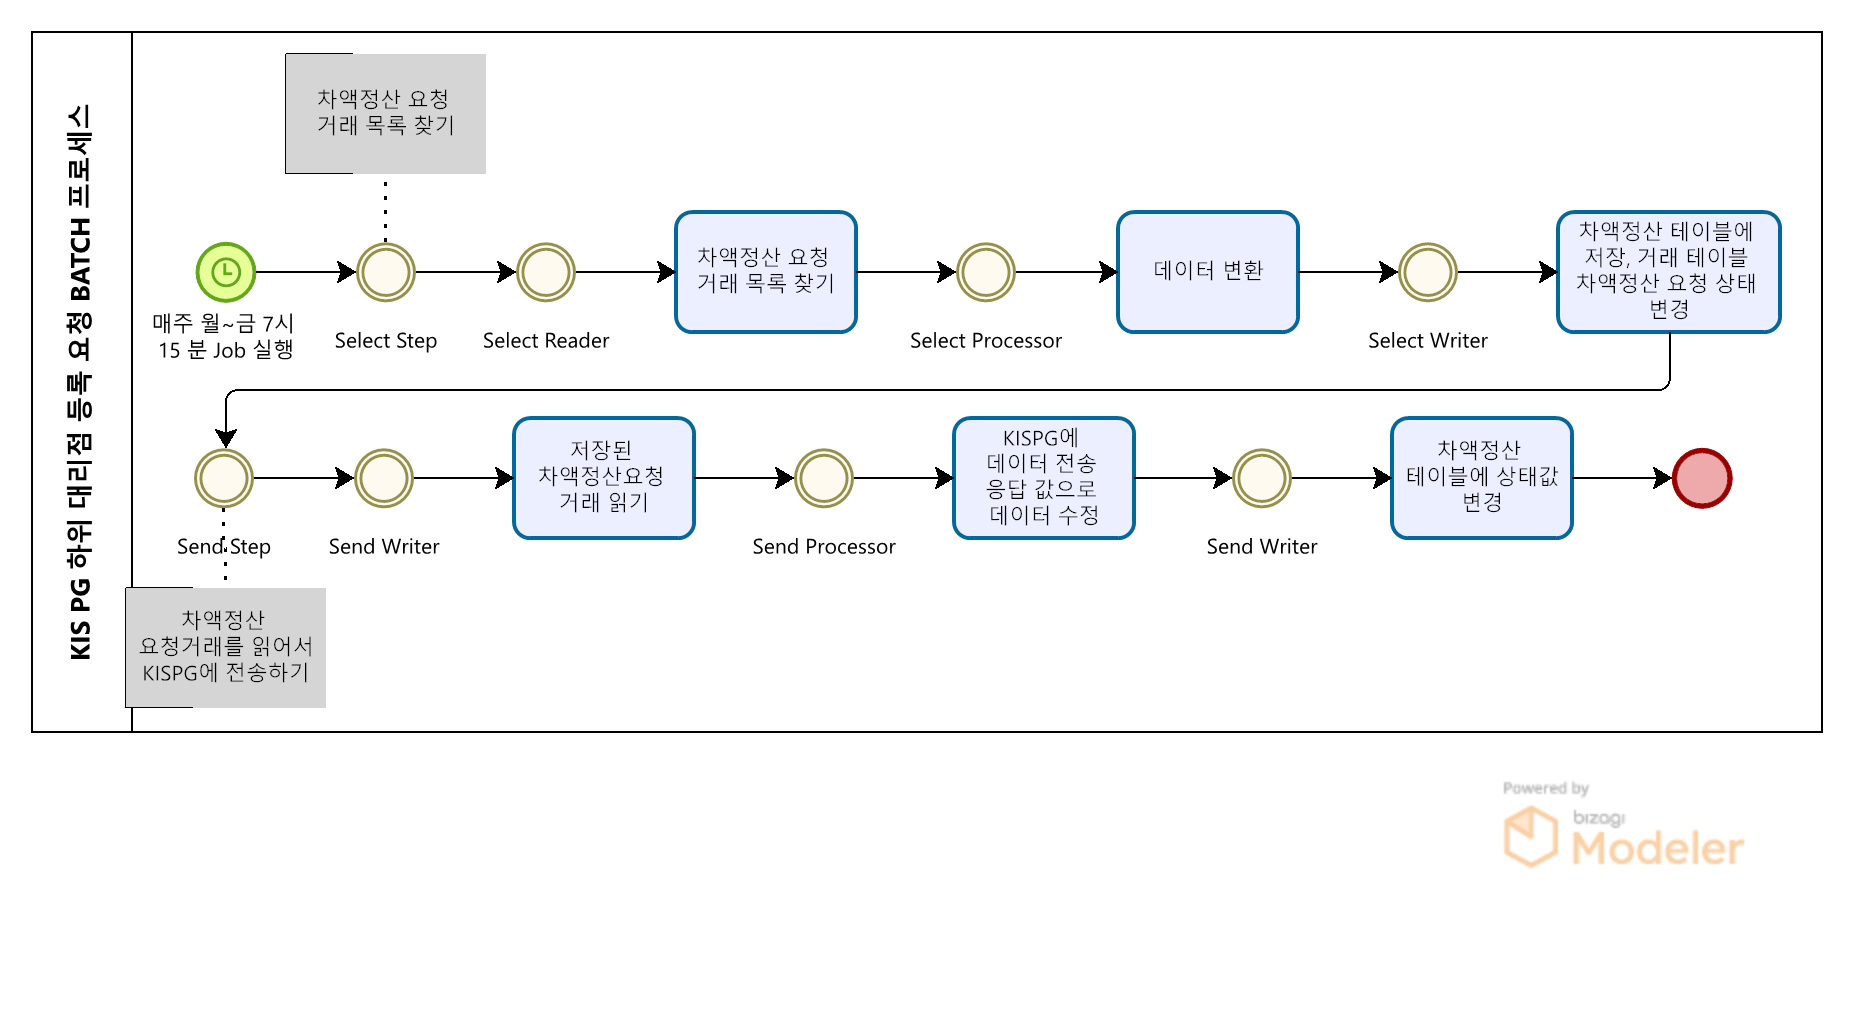 KIS PG 하위 대리점 등록 요청 BATCH 프로세스
차액정산 요청
거래 목록 찾기
매주 월~금 7시
15 분 Job 실행
Select Step
Select Reader
차액정산 요청
거래 목록 찾기
Select Processor
데이터 변환
Select Writer
차액정산 테이블에
저장, 거래 테이블
차액정산 요청 상태
변경
Send Step
Send Writer
저장된
차액정산요청
거래 읽기
Send Processor
KISPG에
데이터 전송
응답 값으로
데이터 수정
Send Writer
차액정산
테이블에 상태값
변경
차액정산
요청거래를 읽어서
KISPG에 전송하기
Powered by
bizagi
Modeler